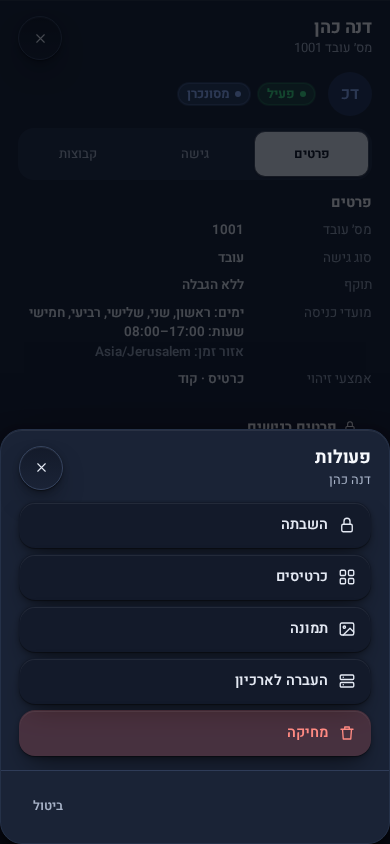 דנה כהן
מס׳ עובד 1001
דכ
פעיל
מסונכרן
פרטים
גישה
קבוצות
פרטים
מס׳ עובד 1001
סוג גישה עובד
תוקף ללא הגבלה
מועדי כניסה ימים: ראשון, שני, שלישי, רביעי, חמישי
שעות: 08:00–17:00
אזור זמן: Asia/Jerusalem
אמצעי זיהוי כרטיס · קוד
פרטים רגישים
פעולות
דנה כהן
השבתה
כרטיסים
תמונה
העברה לארכיון
מחיקה
ביטול